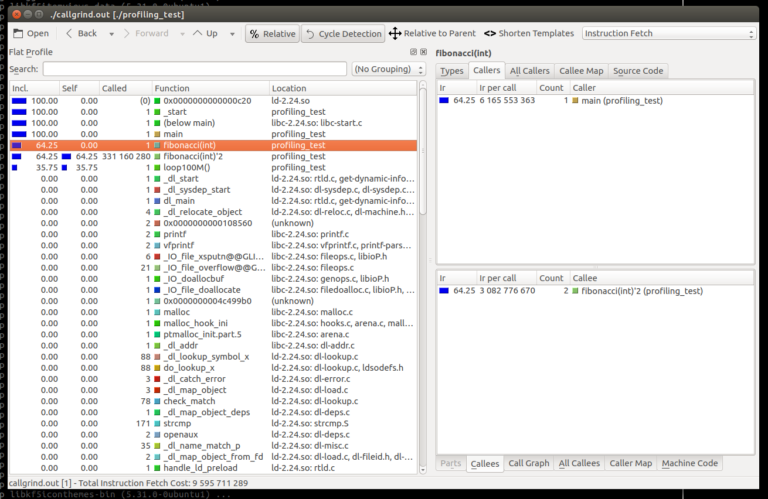 ./callgrind.out [./profiling_test]
Open Back Forward Up Relative Cycle Detection Relative to Parent Shorten Templates Instruction Fetch
Flat Profile
Search: (No Grouping)
Incl. Self Called Function Location
100.00 0.00 (0) 0x0000000000000c20 ld-2.24.so
100.00 0.00 1 _start profiling_test
100.00 0.00 1 (below main) libc-2.24.so: libc-start.c
100.00 0.00 1 main profiling_test
64.25 0.00 1 fibonacci(int) profiling_test
64.25 64.25 331 160 280 fibonacci(int)'2 profiling_test
35.75 35.75 1 loop100M() profiling_test
0.00 0.00 1 _dl_start ld-2.24.so: rtld.c, get-dynamic-info...
0.00 0.00 1 _dl_sysdep_start ld-2.24.so: dl-sysdep.c, dl-sysdep.c...
0.00 0.00 1 dl_main ld-2.24.so: rtld.c, get-dynamic-info...
0.00 0.00 4 _dl_relocate_object ld-2.24.so: dl-reloc.c, dl-machine.h...
0.00 0.00 2 0x0000000000108560 (unknown)
0.00 0.00 2 printf libc-2.24.so: printf.c
0.00 0.00 2 vfprintf libc-2.24.so: vfprintf.c, printf-pars...
0.00 0.00 6 _IO_file_xsputn@@GLI... libc-2.24.so: fileops.c, libioP.h
0.00 0.00 21 _IO_file_overflow@@G... libc-2.24.so: fileops.c
0.00 0.00 1 _IO_doallocbuf libc-2.24.so: genops.c, libioP.h
0.00 0.00 1 _IO_file_doallocate libc-2.24.so: filedoalloc.c, libioP.h, ...
0.00 0.00 1 0x0000000004c499b0 (unknown)
0.00 0.00 1 malloc libc-2.24.so: malloc.c
0.00 0.00 1 malloc_hook_ini libc-2.24.so: hooks.c, arena.c, mall...
0.00 0.00 1 ptmalloc_init.part.5 libc-2.24.so: arena.c
0.00 0.00 1 _dl_addr libc-2.24.so: dl-addr.c
0.00 0.00 88 _dl_lookup_symbol_x ld-2.24.so: dl-lookup.c
0.00 0.00 88 do_lookup_x ld-2.24.so: dl-lookup.c, ldsodefs.h
0.00 0.00 3 _dl_catch_error ld-2.24.so: dl-error.c
0.00 0.00 3 _dl_map_object ld-2.24.so: dl-load.c
0.00 0.00 78 check_match ld-2.24.so: dl-lookup.c
0.00 0.00 1 _dl_map_object_deps ld-2.24.so: dl-deps.c
0.00 0.00 171 strcmp ld-2.24.so: strcmp.S
0.00 0.00 2 openaux ld-2.24.so: dl-deps.c
0.00 0.00 35 _dl_name_match_p ld-2.24.so: dl-misc.c
0.00 0.00 2 _dl_map_object_from_fd ld-2.24.so: dl-load.c, dl-fileid.h, dl-...
0.00 0.00 1 handle_ld_preload ld-2.24.so: rtld.c
fibonacci(int)
Types Callers All Callers Callee Map Source Code
Ir Ir per call Count Caller
64.25 6 165 553 363 1 main (profiling_test)
Ir Ir per call Count Callee
64.25 3 082 776 670 2 fibonacci(int)'2 (profiling_test)
Parts Callees Call Graph All Callees Caller Map Machine Code
callgrind.out [1] - Total Instruction Fetch Cost: 9 595 711 289
libkf5iconthemes-bin (5.31.0-0ubuntu1) ...